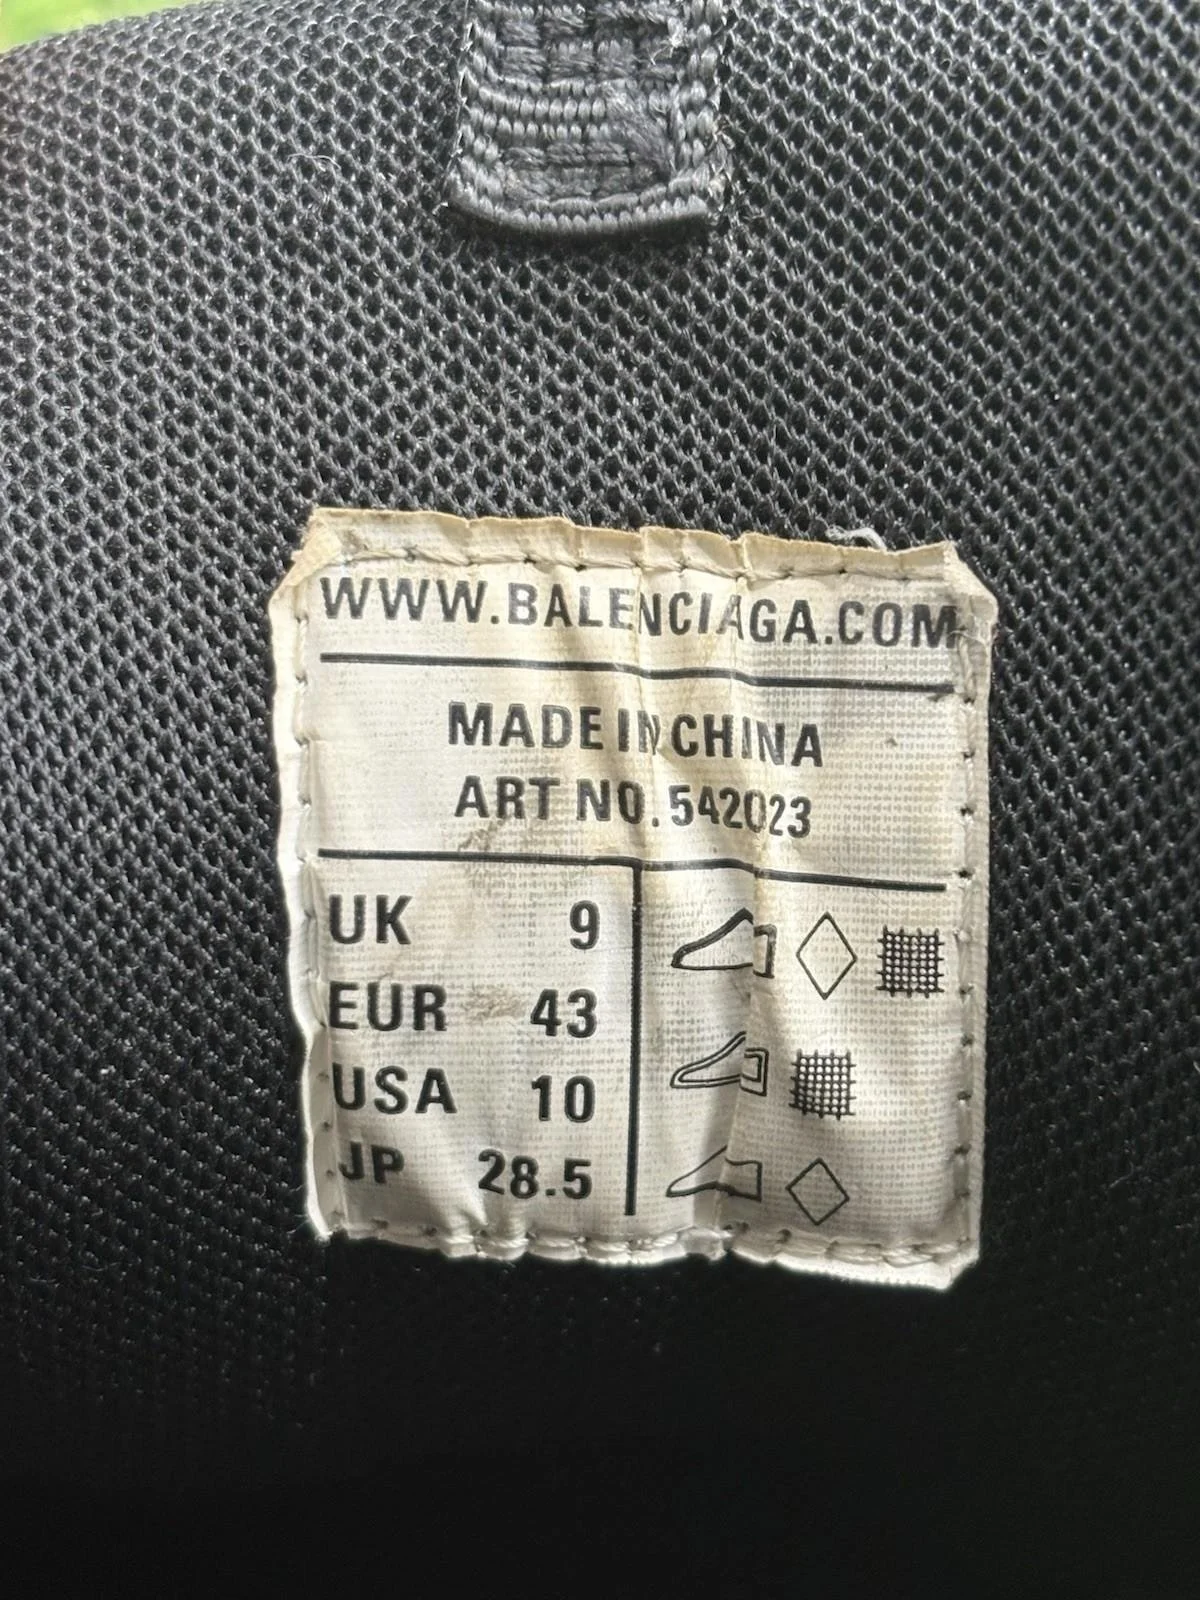 WWW.BALENCIAGA.COM
MADE IN CHINA
ART NO. 542023
UK 9
EUR 43
USA 10
JP 28.5